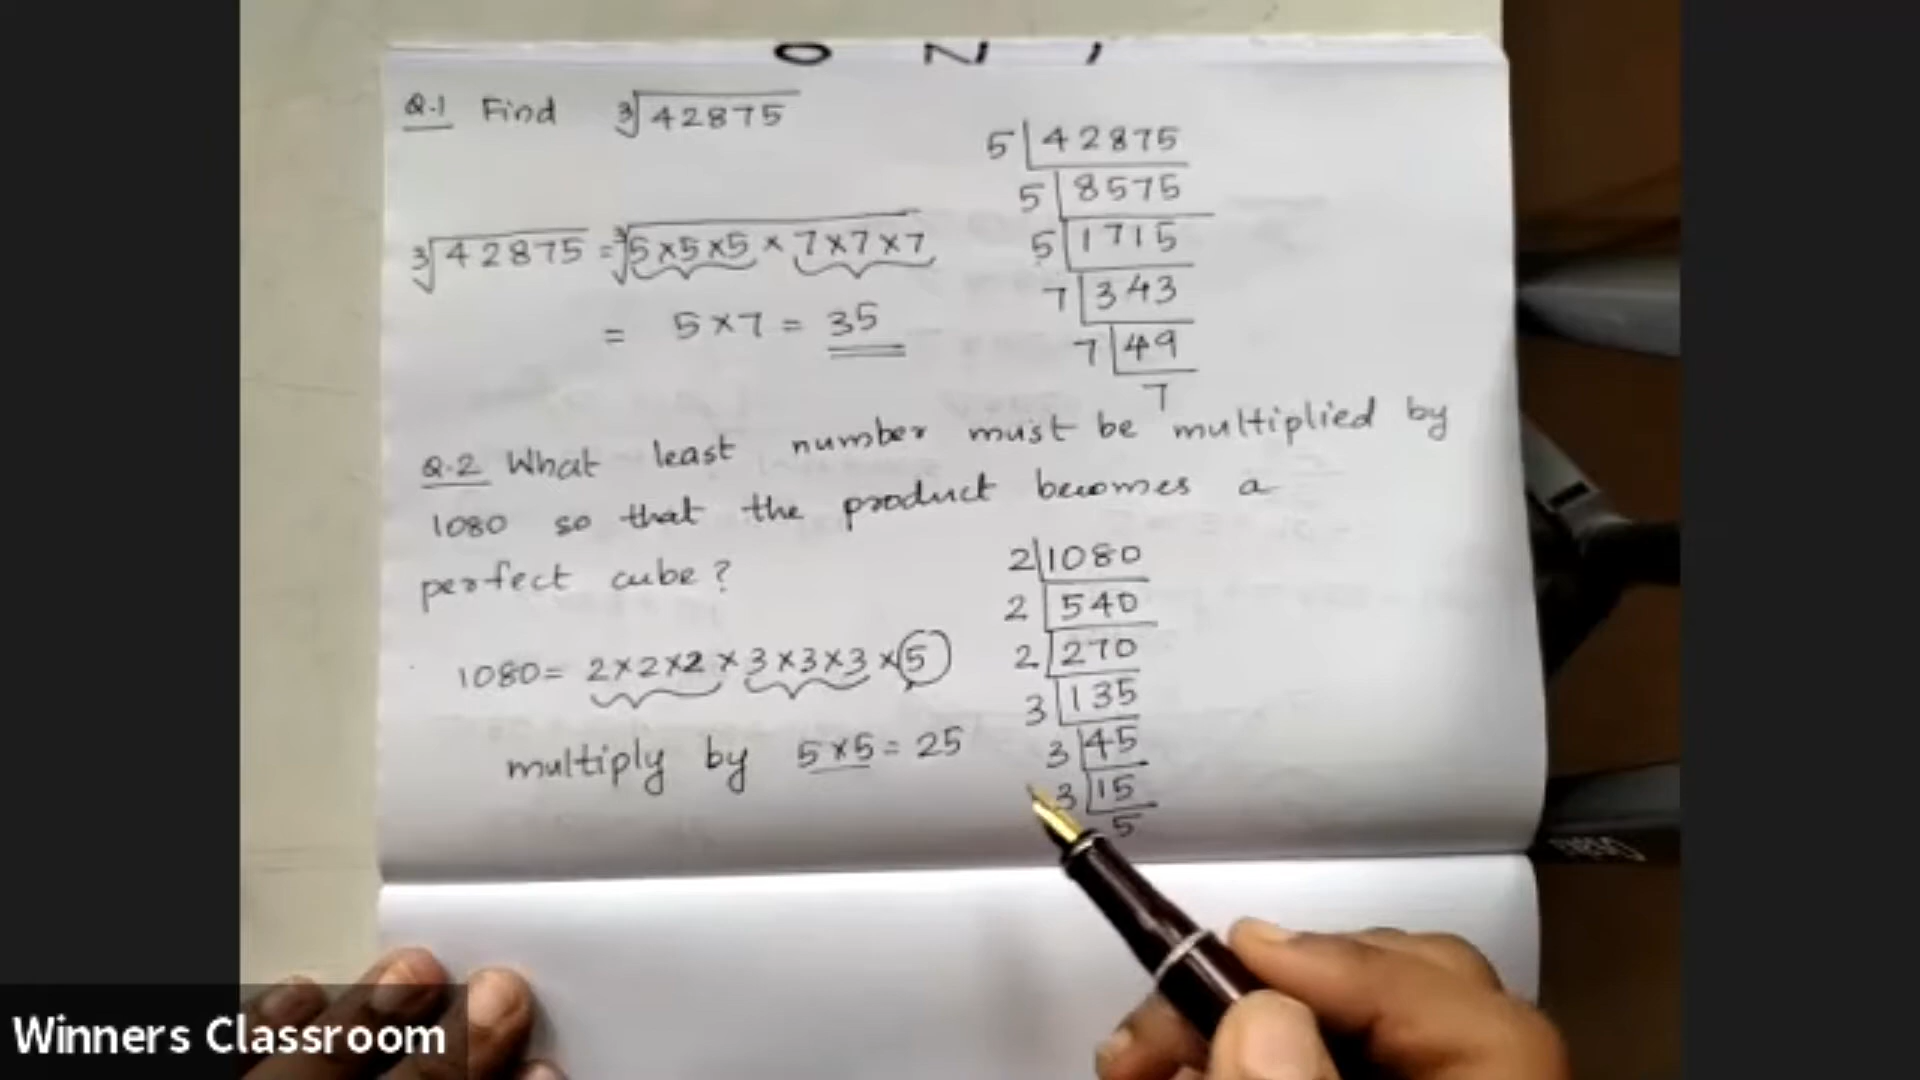 O N ,
Q.1 Find ∛42875
5 | 42875
5 | 8575
5 | 1715
7 | 343
7 | 49
7
∛42875 = ∛5×5×5 × 7×7×7
= 5×7 = 35
Q.2 What least number must be multiplied by
1080 so that the product becomes a
perfect cube?
2 | 1080
2 | 540
2 | 270
3 | 135
3 | 45
3 | 15
5
1080 = 2×2×2 × 3×3×3 × 5
multiply by 5×5 = 25
Winners Classroom